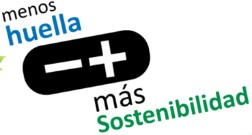 menos
huella
− +
más
Sostenibilidad